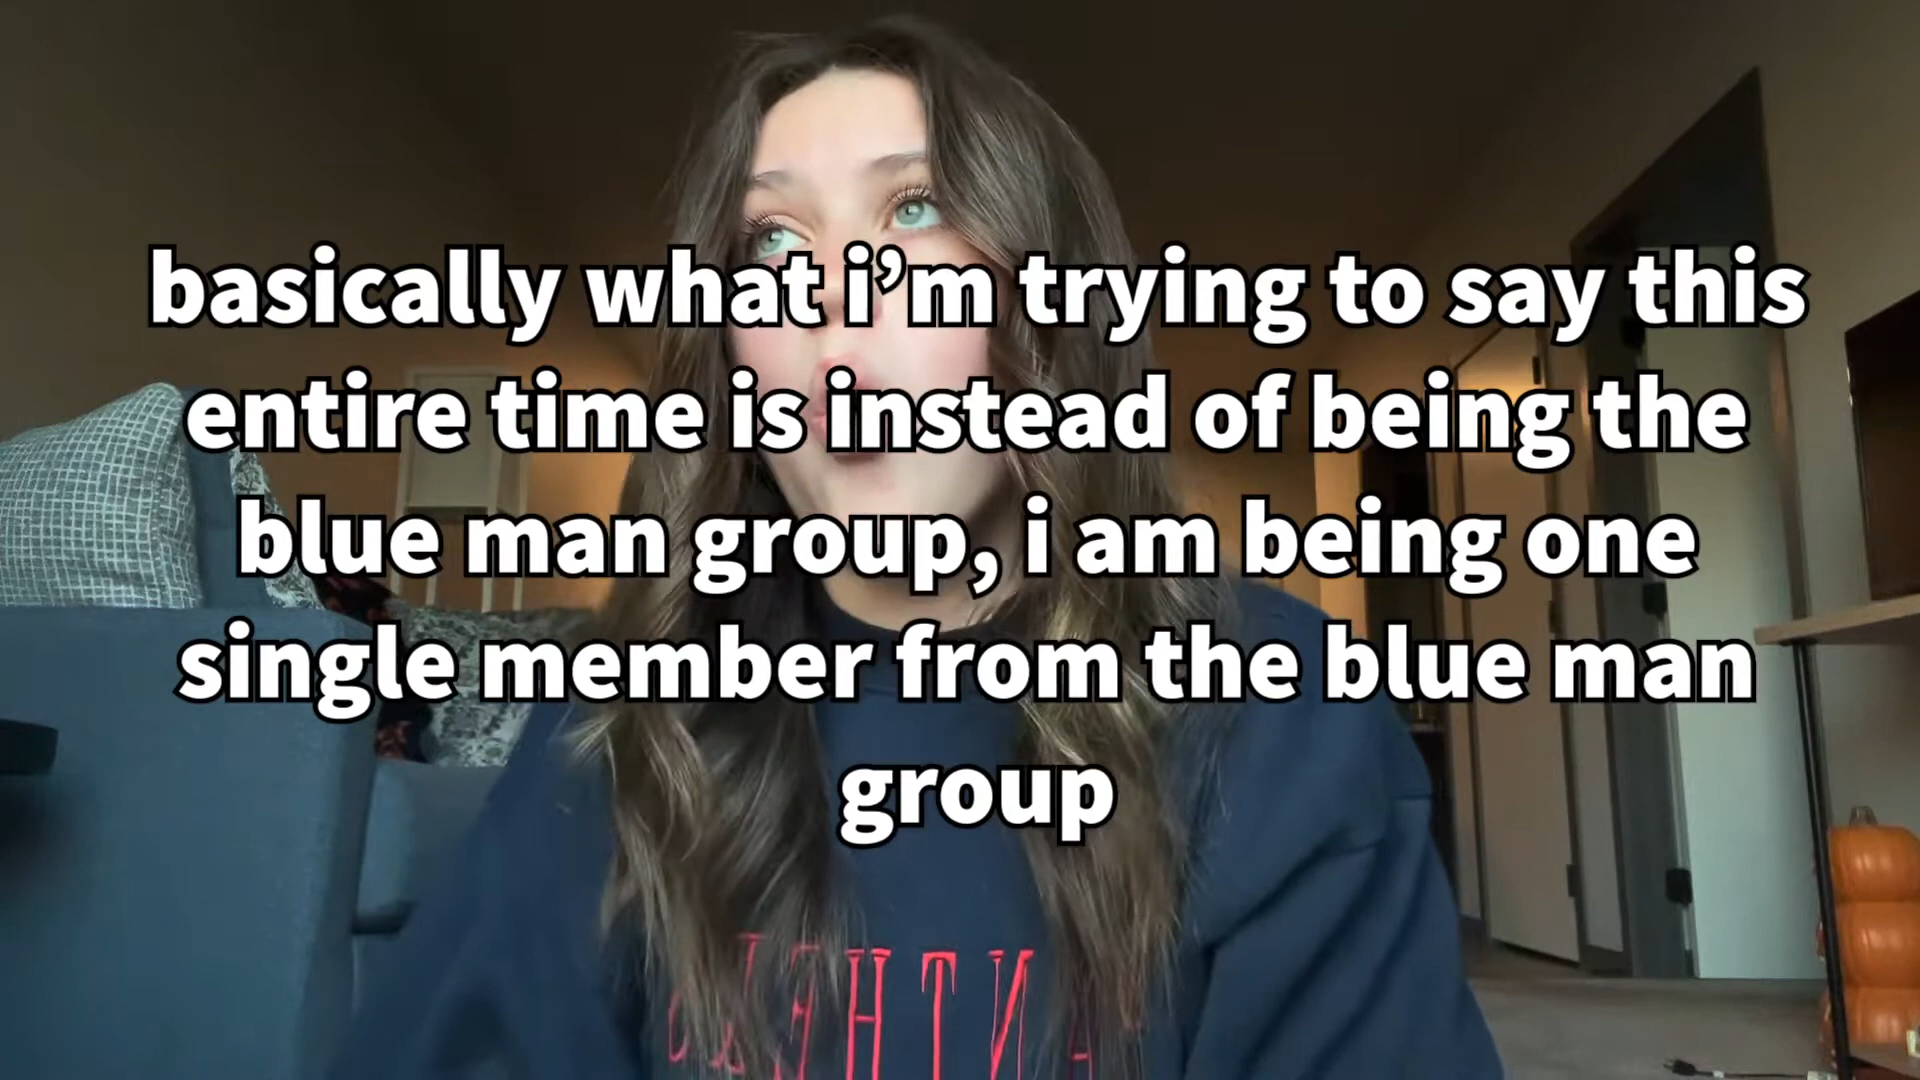 basically what i’m trying to say this
entire time is instead of being the
blue man group, i am being one
single member from the blue man
group